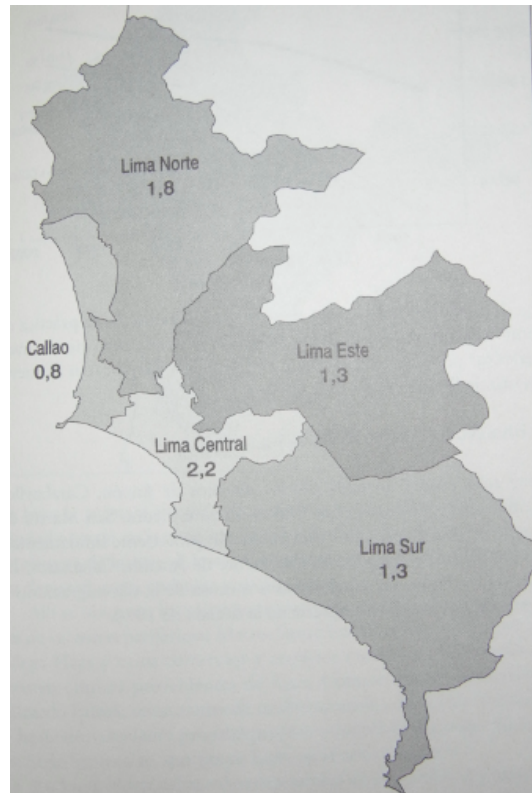 Lima Norte
1,8
Callao
0,8
Lima Este
1,3
Lima Central
2,2
Lima Sur
1,3